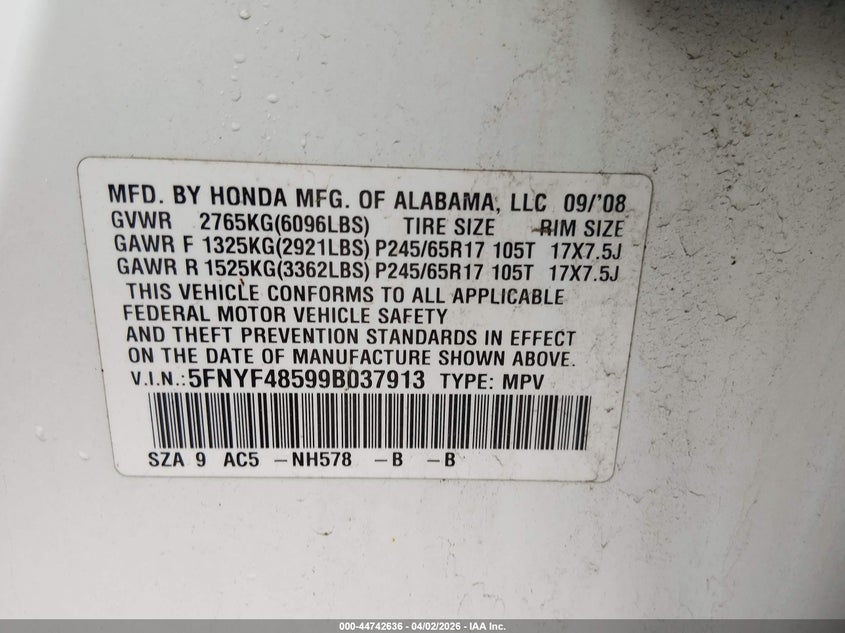 MFD. BY HONDA MFG. OF ALABAMA, LLC 09/'08
GVWR 2765KG(6096LBS) TIRE SIZE RIM SIZE
GAWR F 1325KG(2921LBS) P245/65R17 105T 17X7.5J
GAWR R 1525KG(3362LBS) P245/65R17 105T 17X7.5J
THIS VEHICLE CONFORMS TO ALL APPLICABLE
FEDERAL MOTOR VEHICLE SAFETY
AND THEFT PREVENTION STANDARDS IN EFFECT
ON THE DATE OF MANUFACTURE SHOWN ABOVE.
V.I.N.:5FNYF48599B037913 TYPE: MPV
SZA 9 AC5 -NH578 -B -B
000-44742636 - 04/02/2026 - IAA Inc.